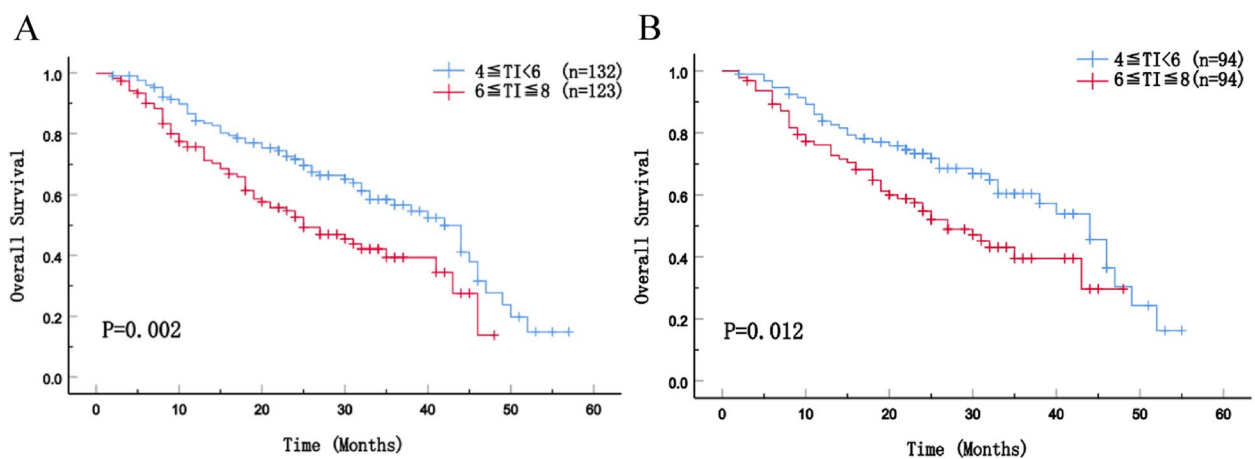 A
4≦TI<6 (n=132)
6≦TI≦8 (n=123)
Overall Survival
1.0
0.8
0.6
0.4
0.2
0.0
P=0.002
0 10 20 30 40 50 60
Time (Months)
B
4≦TI<6 (n=94)
6≦TI≦8(n=94)
Overall Survival
1.0
0.8
0.6
0.4
0.2
0.0
P=0.012
0 10 20 30 40 50 60
Time (Months)